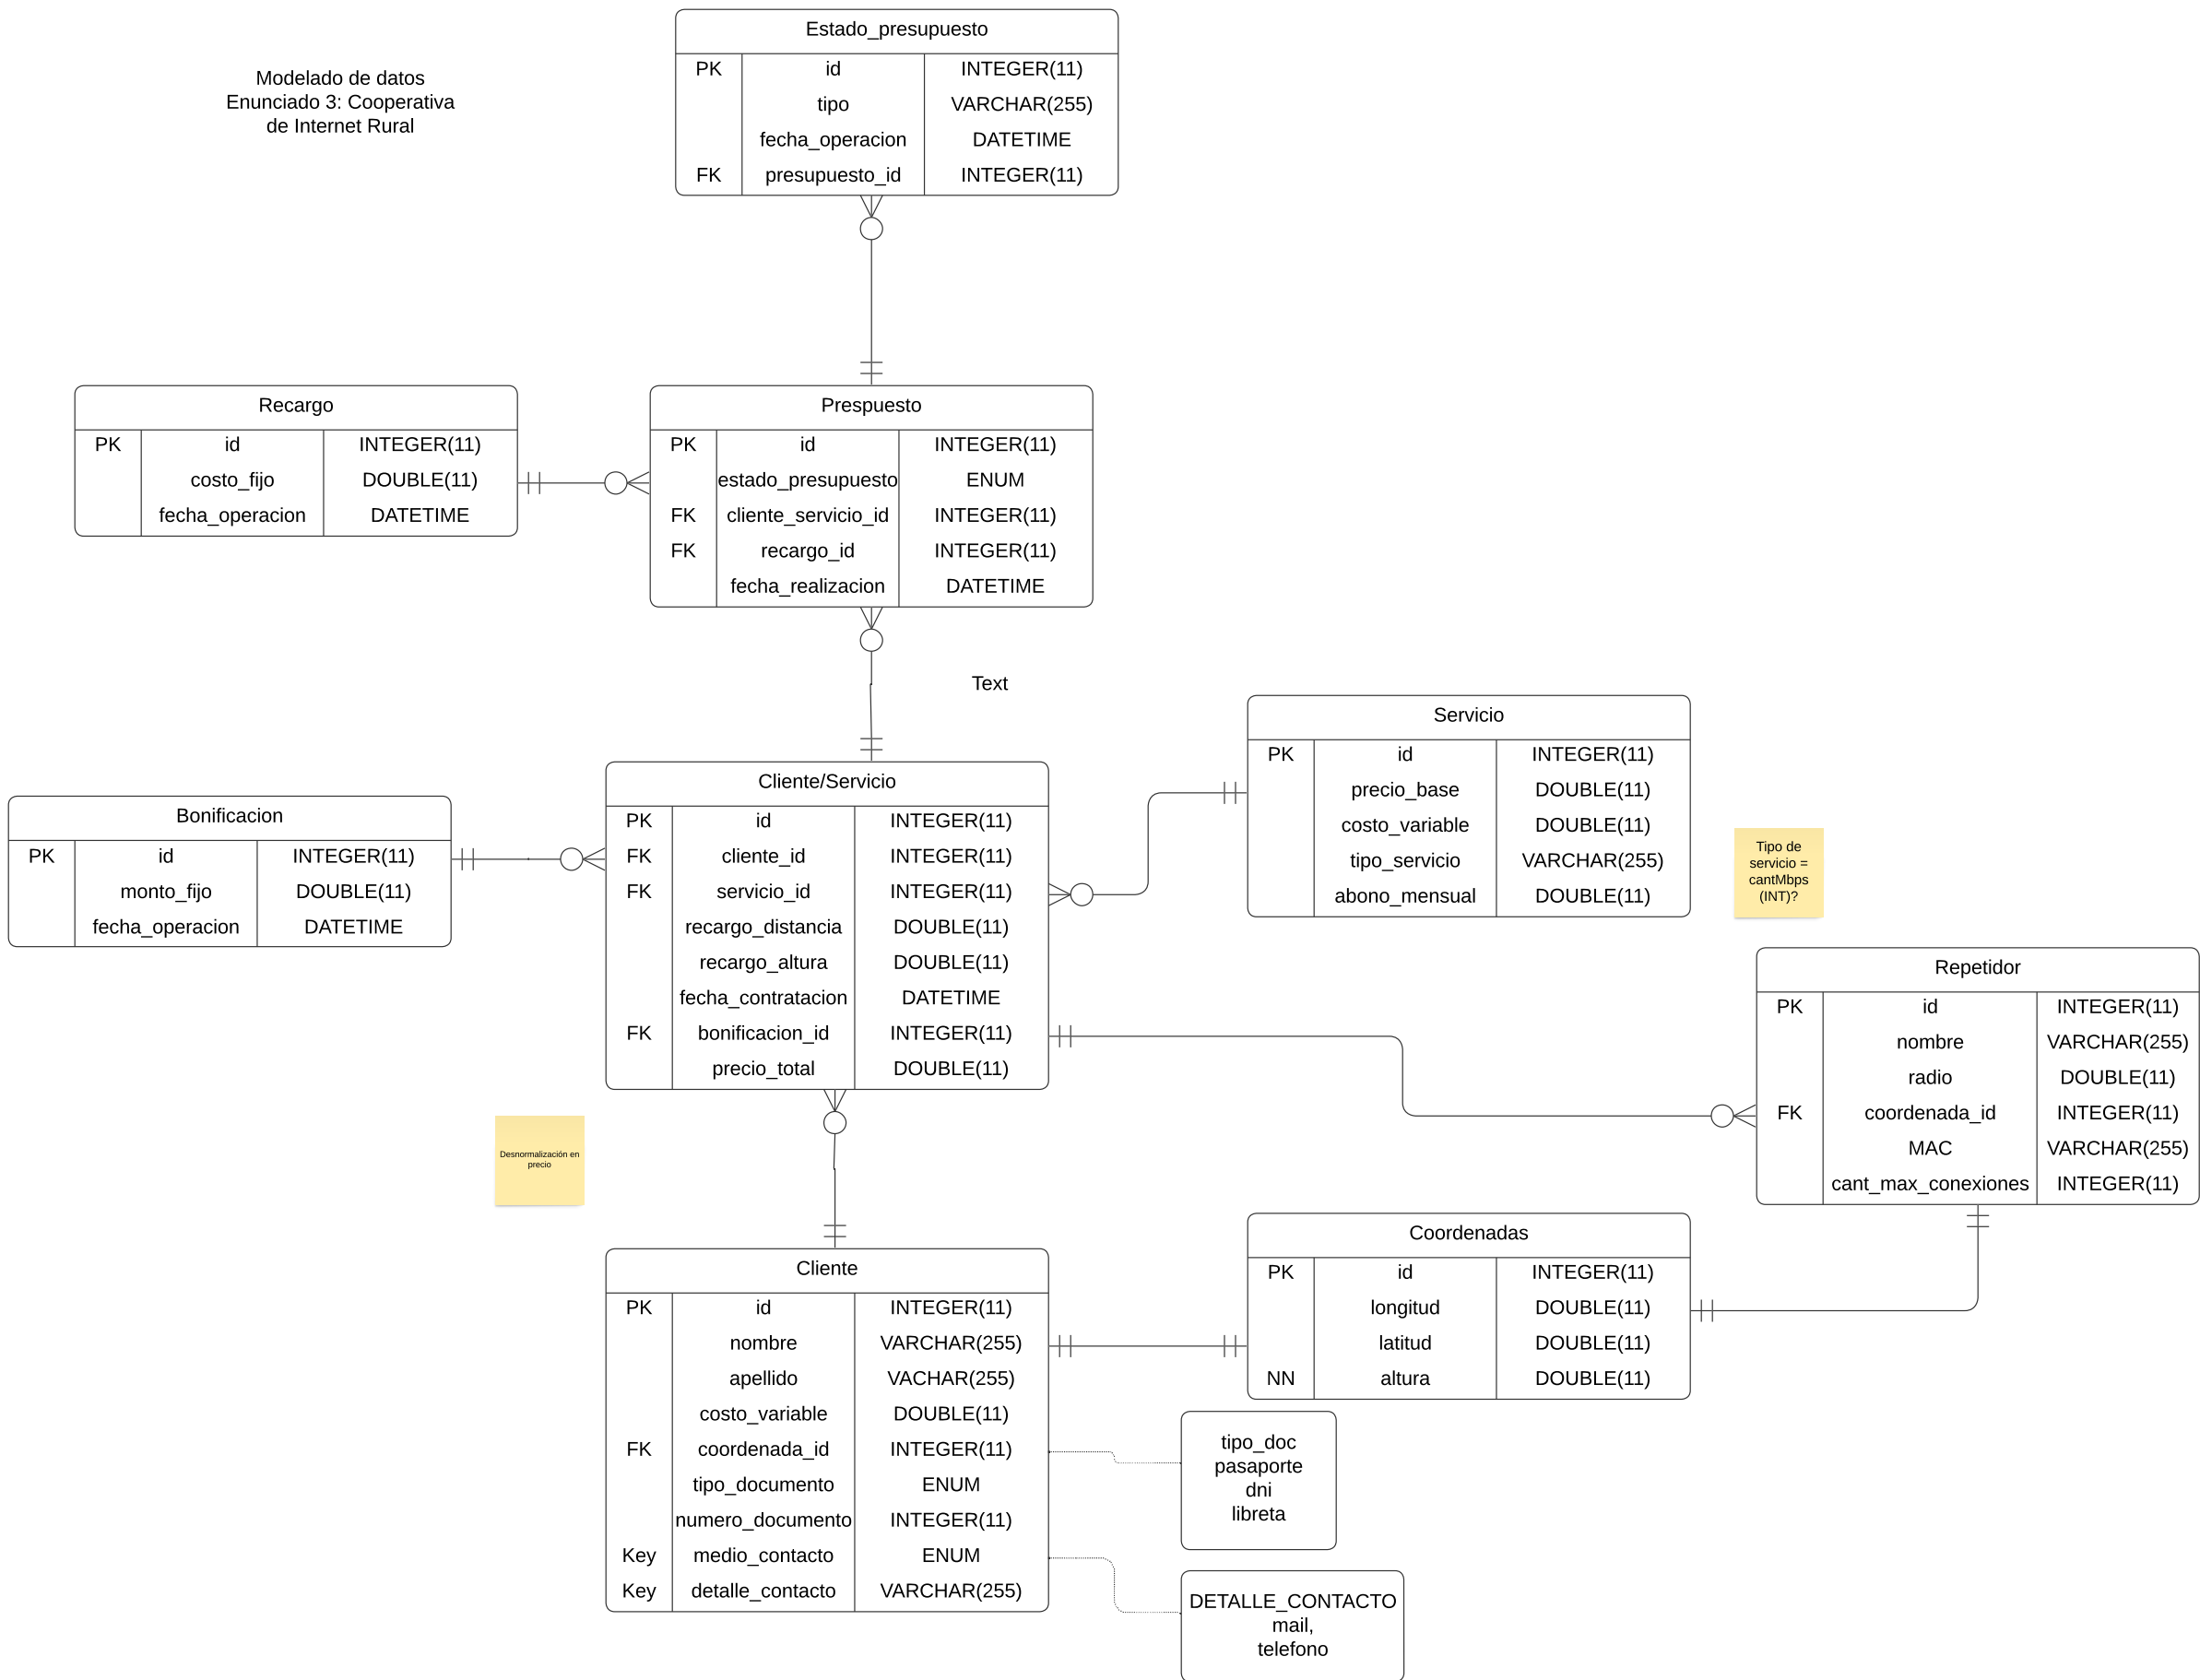 Modelado de datos
Enunciado 3: Cooperativa
de Internet Rural
Estado_presupuesto
PK id INTEGER(11)
tipo VARCHAR(255)
fecha_operacion DATETIME
FK presupuesto_id INTEGER(11)
Recargo
PK id INTEGER(11)
costo_fijo DOUBLE(11)
fecha_operacion DATETIME
Prespuesto
PK id INTEGER(11)
estado_presupuesto ENUM
FK cliente_servicio_id INTEGER(11)
FK recargo_id INTEGER(11)
fecha_realizacion DATETIME
Text
Servicio
PK id INTEGER(11)
precio_base DOUBLE(11)
costo_variable DOUBLE(11)
tipo_servicio VARCHAR(255)
abono_mensual DOUBLE(11)
Tipo de
servicio =
cantMbps
(INT)?
Bonificacion
PK id INTEGER(11)
monto_fijo DOUBLE(11)
fecha_operacion DATETIME
Cliente/Servicio
PK id INTEGER(11)
FK cliente_id INTEGER(11)
FK servicio_id INTEGER(11)
recargo_distancia DOUBLE(11)
recargo_altura DOUBLE(11)
fecha_contratacion DATETIME
FK bonificacion_id INTEGER(11)
precio_total DOUBLE(11)
Repetidor
PK id INTEGER(11)
nombre VARCHAR(255)
radio DOUBLE(11)
FK coordenada_id INTEGER(11)
MAC VARCHAR(255)
cant_max_conexiones INTEGER(11)
Desnormalización en
precio
Cliente
PK id INTEGER(11)
nombre VARCHAR(255)
apellido VACHAR(255)
costo_variable DOUBLE(11)
FK coordenada_id INTEGER(11)
tipo_documento ENUM
numero_documento INTEGER(11)
Key medio_contacto ENUM
Key detalle_contacto VARCHAR(255)
Coordenadas
PK id INTEGER(11)
longitud DOUBLE(11)
latitud DOUBLE(11)
NN altura DOUBLE(11)
tipo_doc
pasaporte
dni
libreta
DETALLE_CONTACTO
mail,
telefono